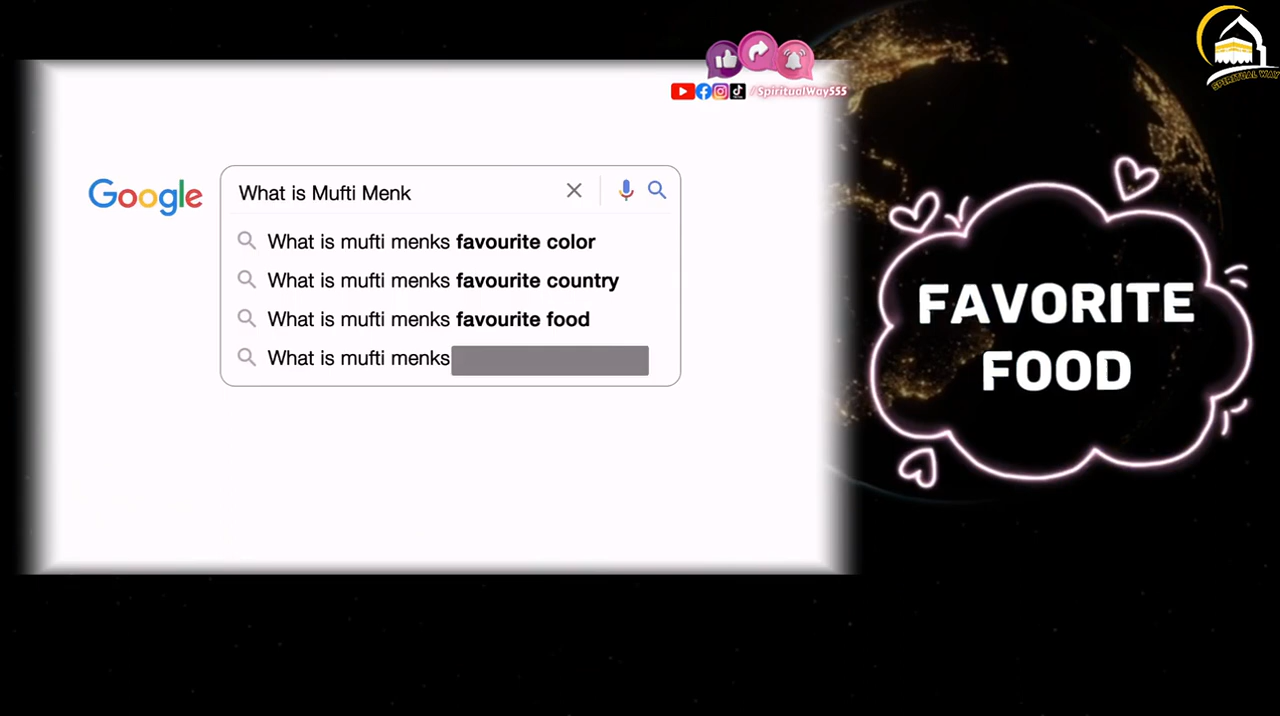 /SpiritualWay555
SPIRITUAL WAY
Google
What is Mufti Menk
What is mufti menks favourite color
What is mufti menks favourite country
What is mufti menks favourite food
What is mufti menks
FAVORITE
FOOD